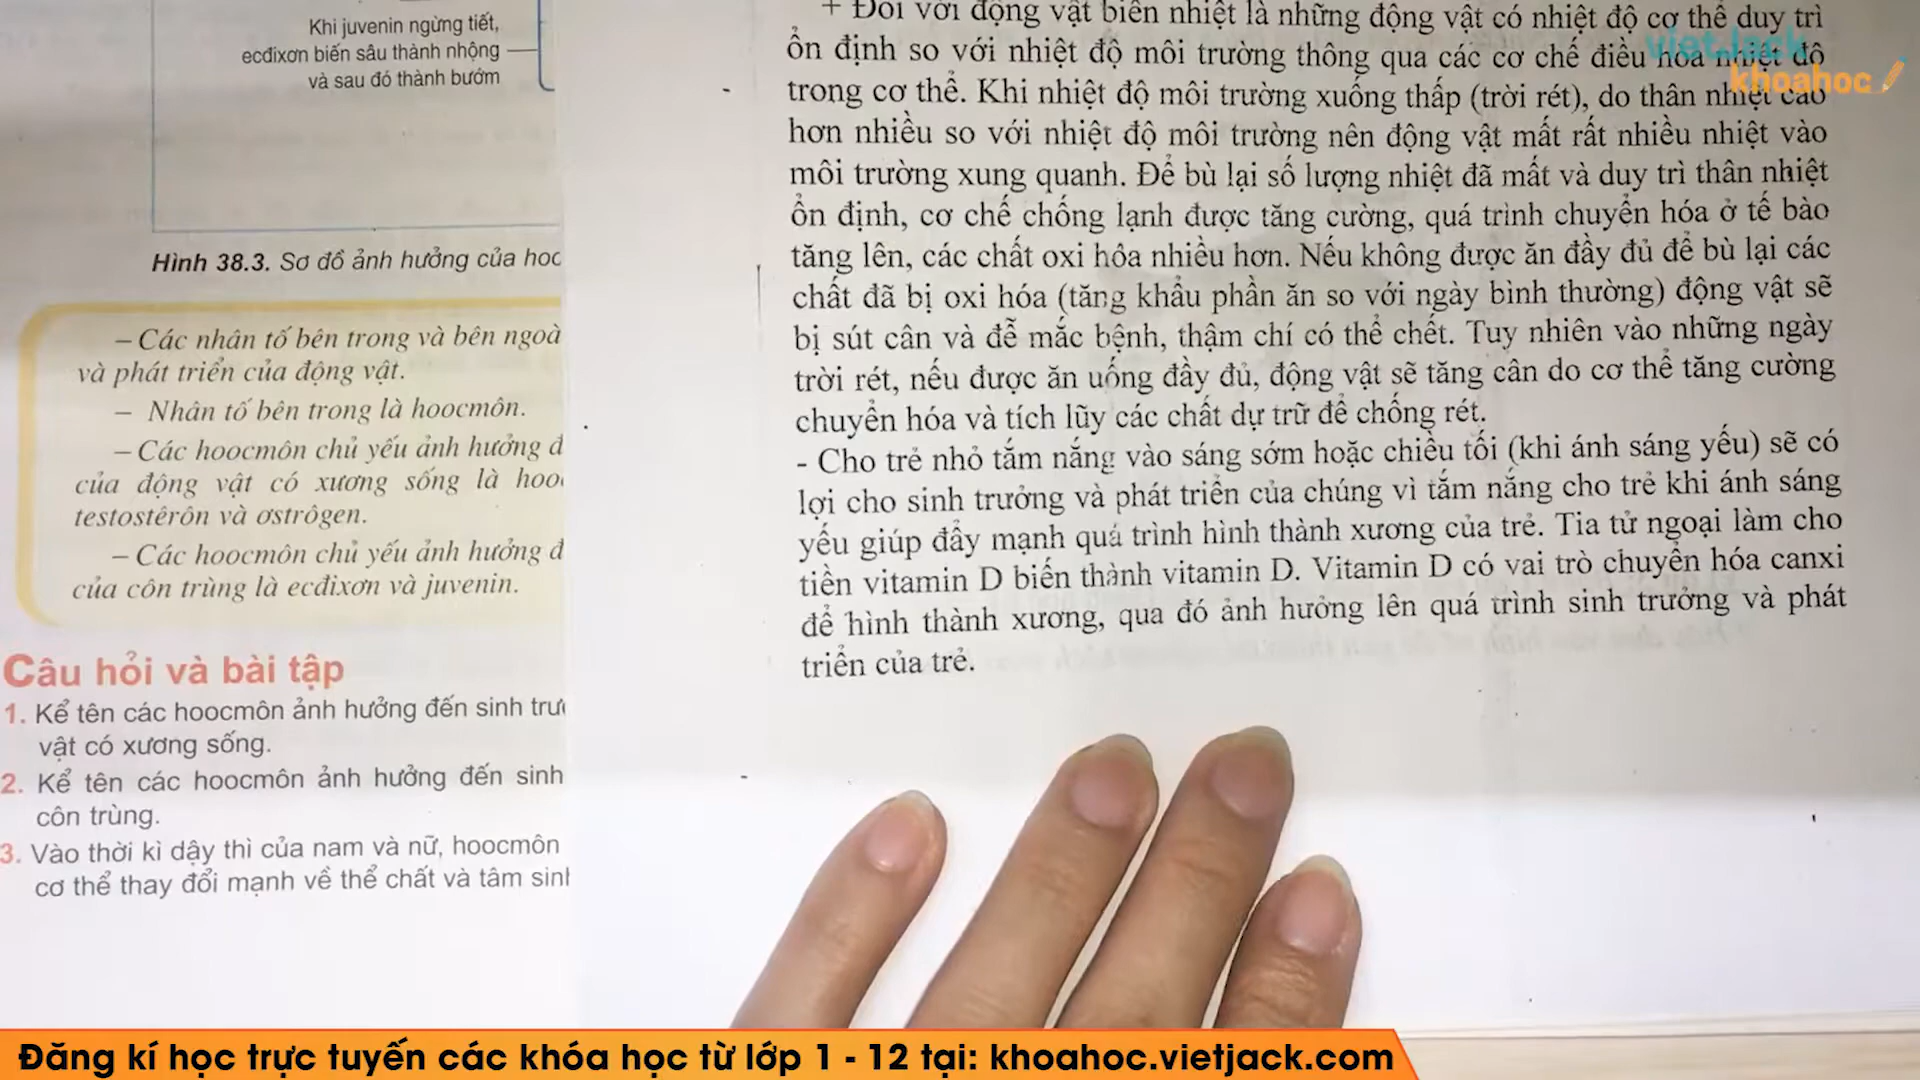 Khi juvenin ngừng tiết,
ecđixơn biến sâu thành nhộng
và sau đó thành bướm
Hình 38.3. Sơ đồ ảnh hưởng của hoc
– Các nhân tố bên trong và bên ngoà
và phát triển của động vật.
– Nhân tố bên trong là hoocmôn.
– Các hoocmôn chủ yếu ảnh hưởng đ
của động vật có xương sống là hoo
testostêrôn và ơstrôgen.
– Các hoocmôn chủ yếu ảnh hưởng đ
của côn trùng là ecđixơn và juvenin.
Câu hỏi và bài tập
1. Kể tên các hoocmôn ảnh hưởng đến sinh trư
vật có xương sống.
2. Kể tên các hoocmôn ảnh hưởng đến sinh
côn trùng.
3. Vào thời kì dậy thì của nam và nữ, hoocmôn
cơ thể thay đổi mạnh về thể chất và tâm sinh
+ Đối với động vật biến nhiệt là những động vật có nhiệt độ cơ thể duy trì
ổn định so với nhiệt độ môi trường thông qua các cơ chế điều hòa nhiệt độ
trong cơ thể. Khi nhiệt độ môi trường xuống thấp (trời rét), do thân nhiệt cao
hơn nhiều so với nhiệt độ môi trường nên động vật mất rất nhiều nhiệt vào
môi trường xung quanh. Để bù lại số lượng nhiệt đã mất và duy trì thân nhiệt
ổn định, cơ chế chống lạnh được tăng cường, quá trình chuyển hóa ở tế bào
tăng lên, các chất oxi hóa nhiều hơn. Nếu không được ăn đầy đủ để bù lại các
chất đã bị oxi hóa (tăng khẩu phần ăn so với ngày bình thường) động vật sẽ
bị sút cân và đễ mắc bệnh, thậm chí có thể chết. Tuy nhiên vào những ngày
trời rét, nếu được ăn uống đầy đủ, động vật sẽ tăng cân do cơ thể tăng cường
chuyển hóa và tích lũy các chất dự trữ để chống rét.
- Cho trẻ nhỏ tắm nắng vào sáng sớm hoặc chiều tối (khi ánh sáng yếu) sẽ có
lợi cho sinh trưởng và phát triển của chúng vì tắm nắng cho trẻ khi ánh sáng
yếu giúp đẩy mạnh quá trình hình thành xương của trẻ. Tia tử ngoại làm cho
tiền vitamin D biến thành vitamin D. Vitamin D có vai trò chuyển hóa canxi
để hình thành xương, qua đó ảnh hưởng lên quá trình sinh trưởng và phát
triển của trẻ.
vietjack
khoahoc
Đăng kí học trực tuyến các khóa học từ lớp 1 - 12 tại: khoahoc.vietjack.com